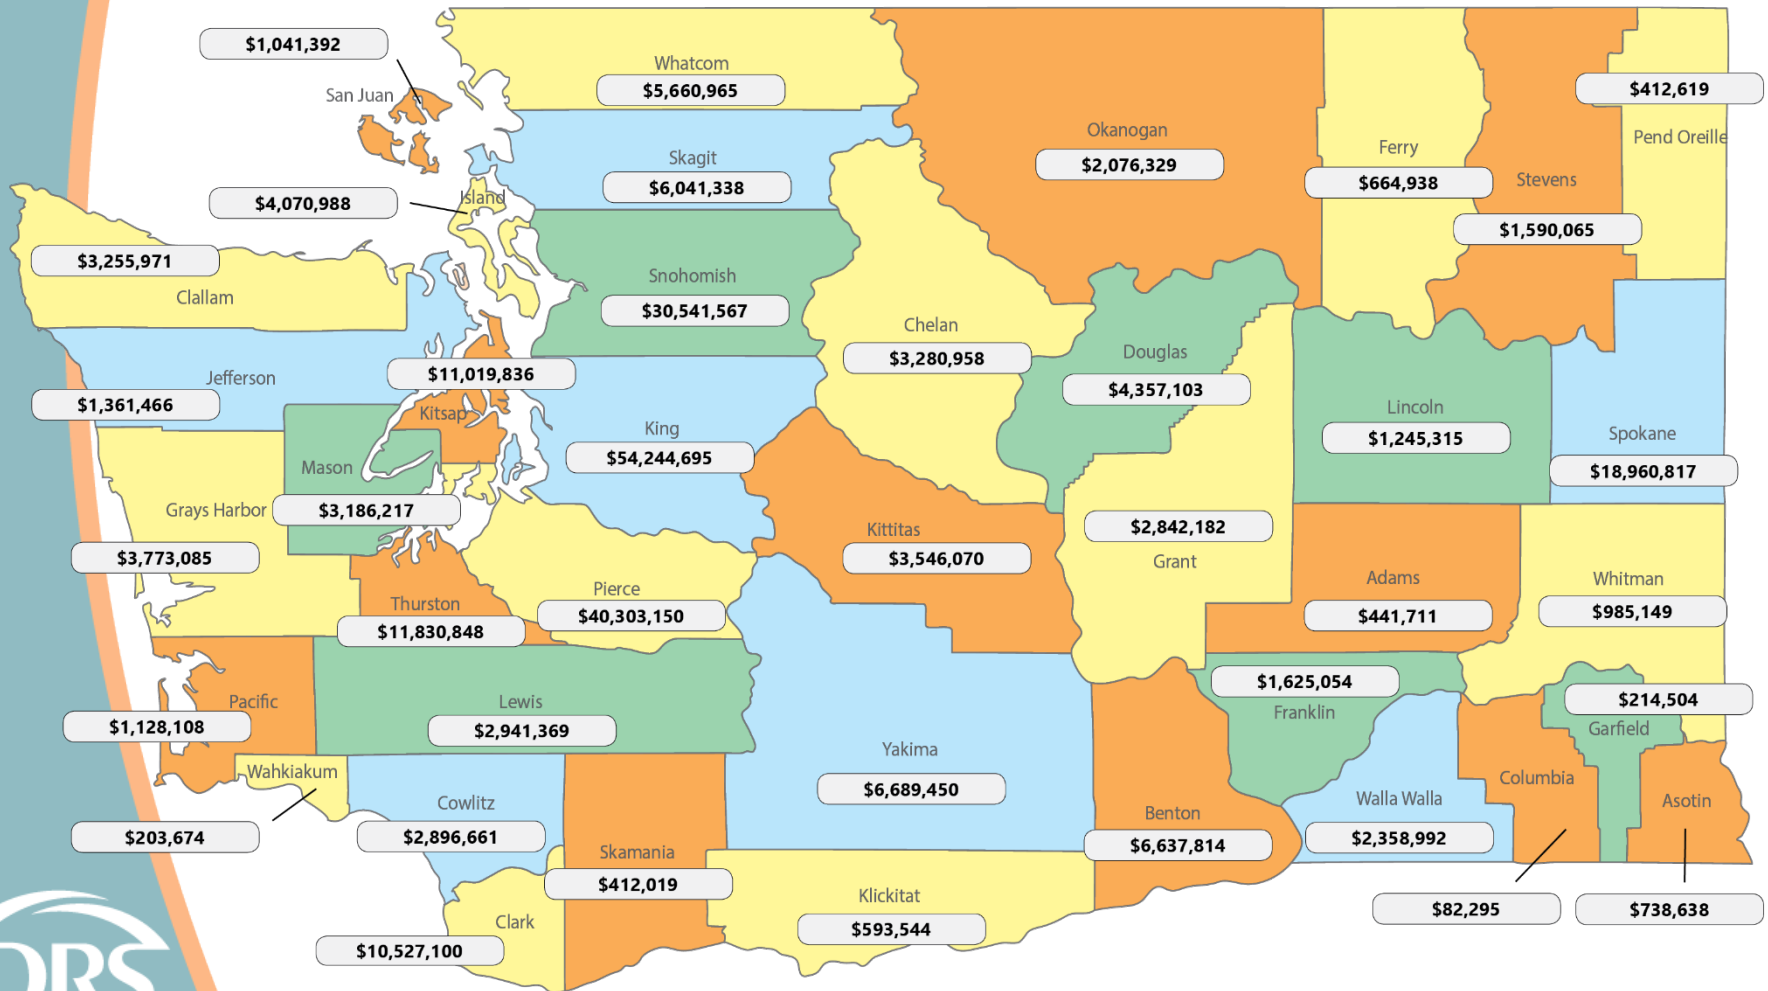 $1,041,392
San Juan
Whatcom
$5,660,965
Skagit
$6,041,338
Okanogan
$2,076,329
Ferry
$664,938
Stevens
$1,590,065
$412,619
Pend Oreille
Island
$4,070,988
$3,255,971
Clallam
Snohomish
$30,541,567
Chelan
$3,280,958
Douglas
$4,357,103
Lincoln
$1,245,315
Spokane
$18,960,817
Jefferson
$1,361,466
$11,019,836
Kitsap
King
$54,244,695
Mason
$3,186,217
Grays Harbor
$3,773,085
Kittitas
$3,546,070
$2,842,182
Grant
Adams
$441,711
Whitman
$985,149
Thurston
$11,830,848
Pierce
$40,303,150
Pacific
$1,128,108
Lewis
$2,941,369
Yakima
$6,689,450
$1,625,054
Franklin
$214,504
Garfield
Wahkiakum
$203,674
Cowlitz
$2,896,661
Skamania
$412,019
Benton
$6,637,814
Walla Walla
$2,358,992
Columbia
$82,295
Asotin
$738,638
Clark
$10,527,100
Klickitat
$593,544
DRS